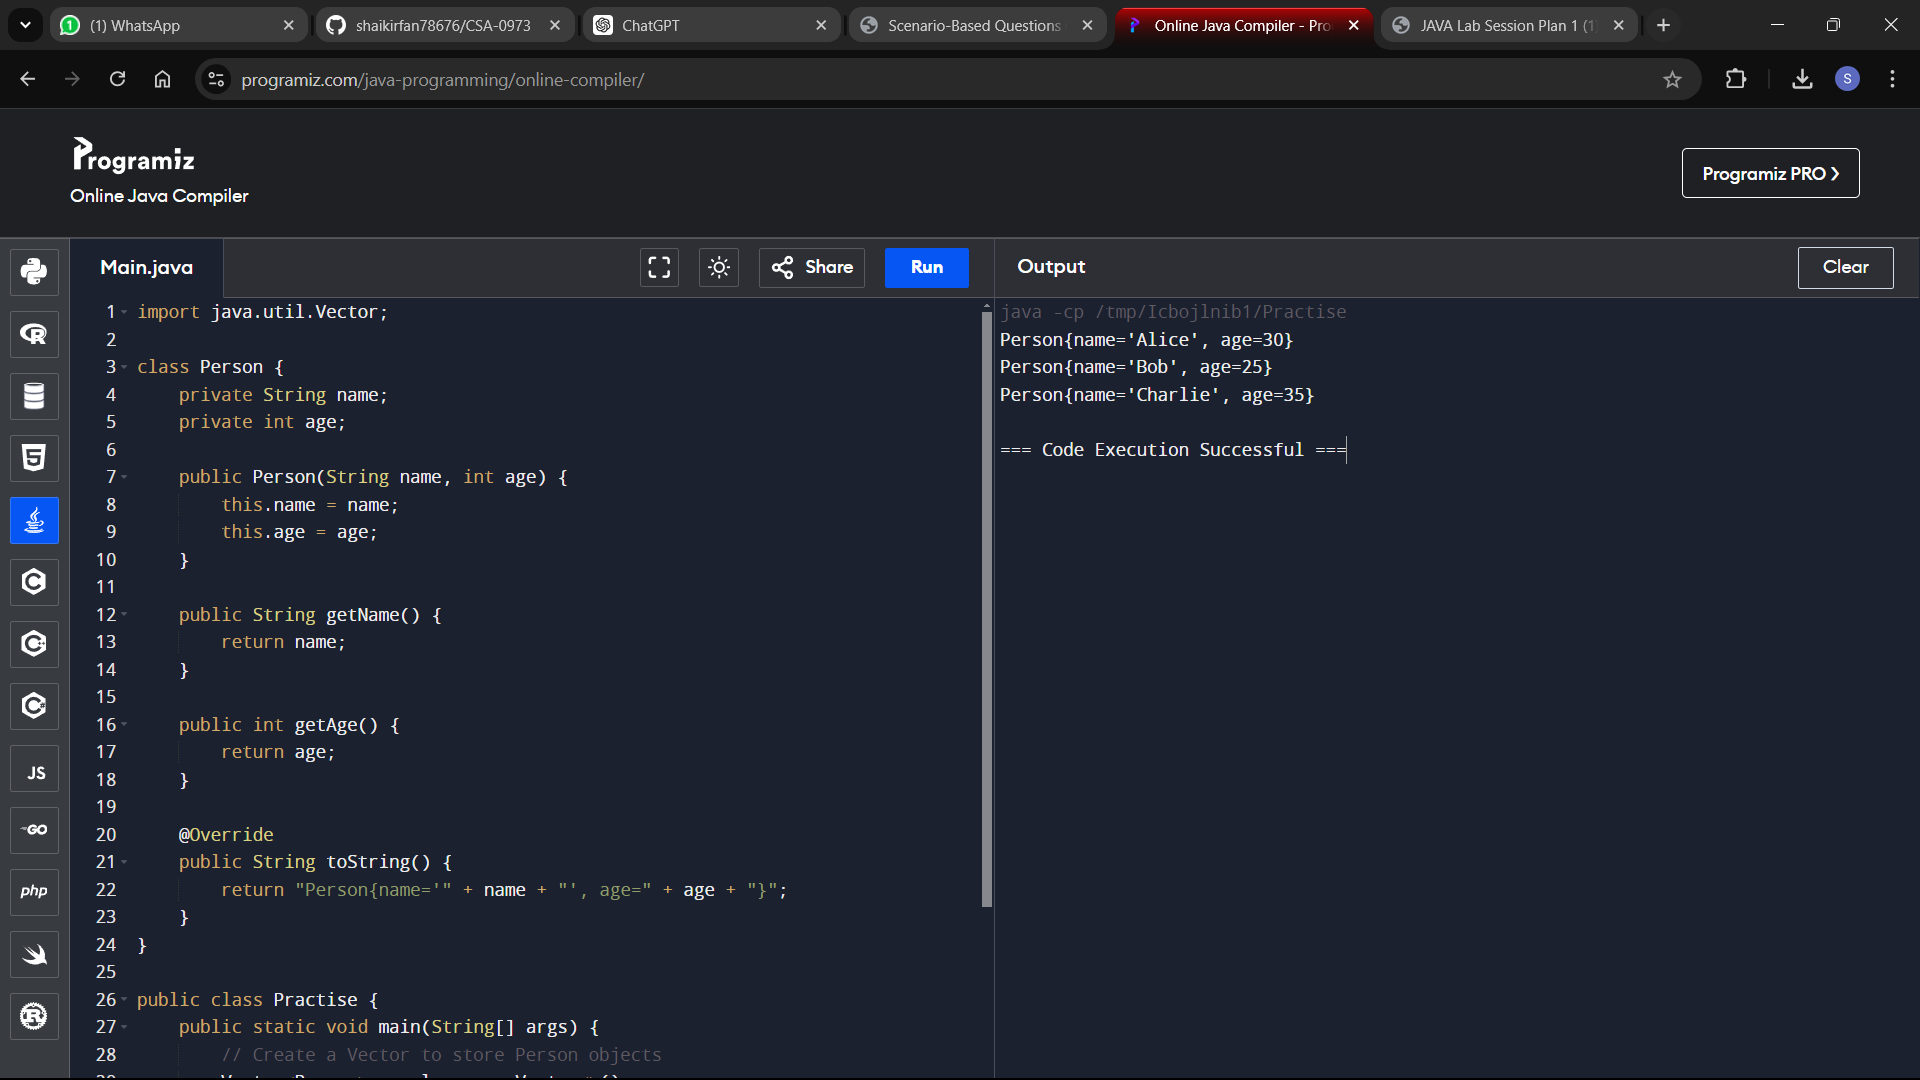 (1) WhatsApp
shaikirfan78676/CSA-0973
ChatGPT
Scenario-Based Questions
Online Java Compiler - Pro
JAVA Lab Session Plan 1 (1)
programiz.com/java-programming/online-compiler/
S
Programiz
Online Java Compiler
Programiz PRO >
Main.java
Share
Run
Output
Clear
1 import java.util.Vector;
2
3 class Person {
4 private String name;
5 private int age;
6
7 public Person(String name, int age) {
8 this.name = name;
9 this.age = age;
10 }
11
12 public String getName() {
13 return name;
14 }
15
16 public int getAge() {
17 return age;
18 }
19
20 @Override
21 public String toString() {
22 return "Person{name='" + name + "', age=" + age + "}";
23 }
24 }
25
26 public class Practise {
27 public static void main(String[] args) {
28 // Create a Vector to store Person objects
java -cp /tmp/Icbojlnib1/Practise
Person{name='Alice', age=30}
Person{name='Bob', age=25}
Person{name='Charlie', age=35}
=== Code Execution Successful ===
JS
GO
php